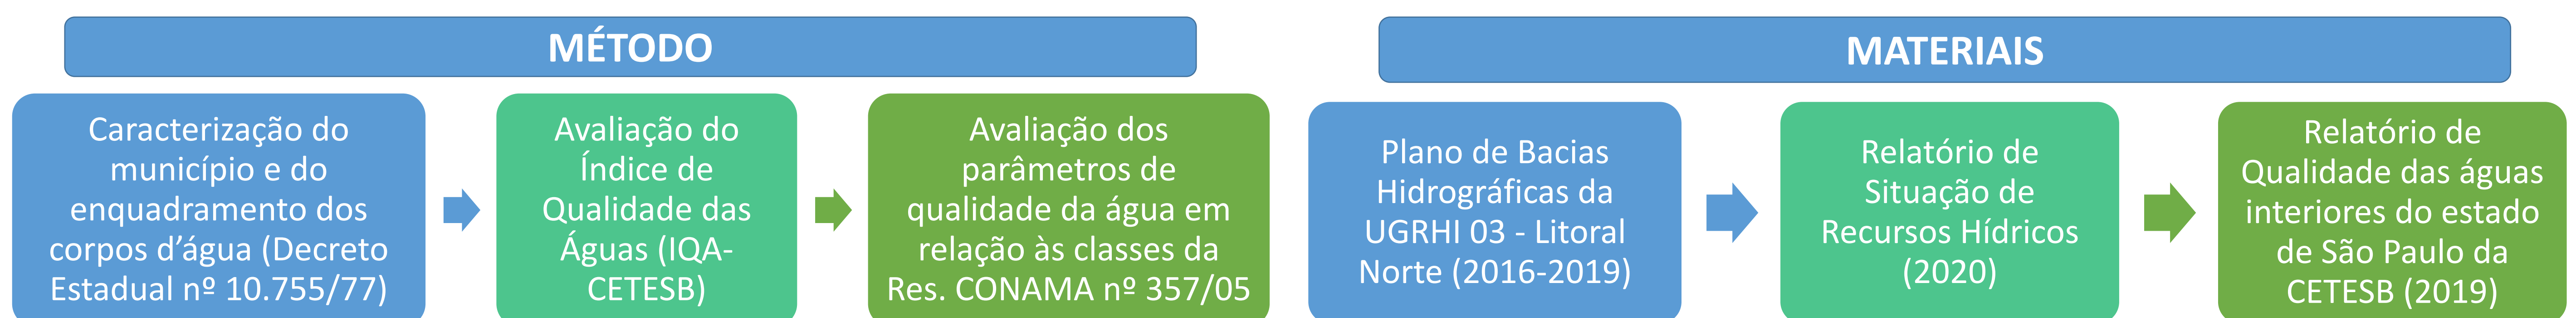 MÉTODO
Caracterização do
município e do
enquadramento dos
corpos d’água (Decreto
Estadual nº 10.755/77)
Avaliação do
Índice de
Qualidade das
Águas (IQA-
CETESB)
Avaliação dos
parâmetros de
qualidade da água em
relação às classes da
Res. CONAMA nº 357/05
MATERIAIS
Plano de Bacias
Hidrográficas da
UGRHI 03 - Litoral
Norte (2016-2019)
Relatório de
Situação de
Recursos Hídricos
(2020)
Relatório de
Qualidade das águas
interiores do estado
de São Paulo da
CETESB (2019)